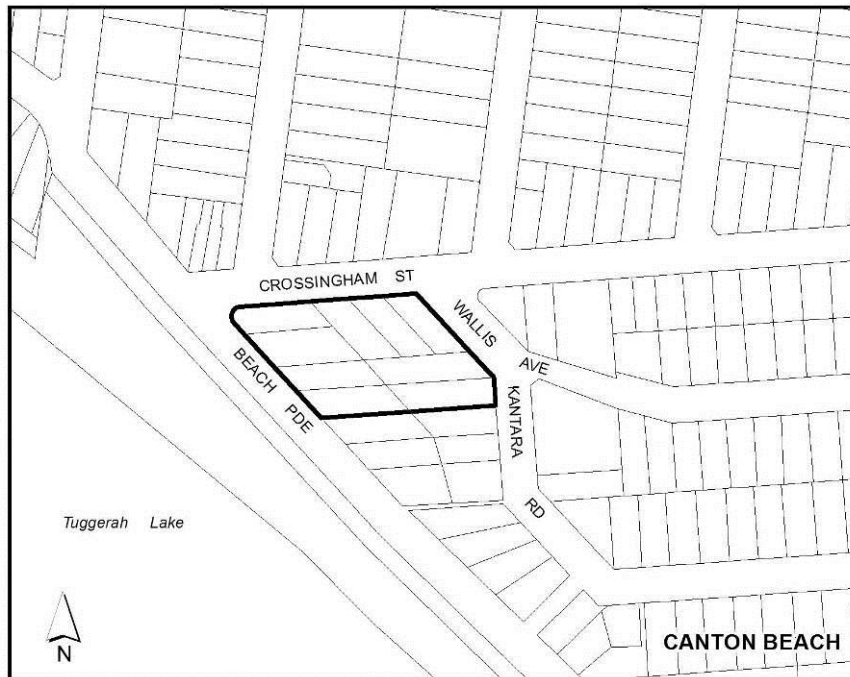 CROSSINGHAM ST
WALLIS AVE
BEACH PDE
KANTARA RD
Tuggerah Lake
N
CANTON BEACH